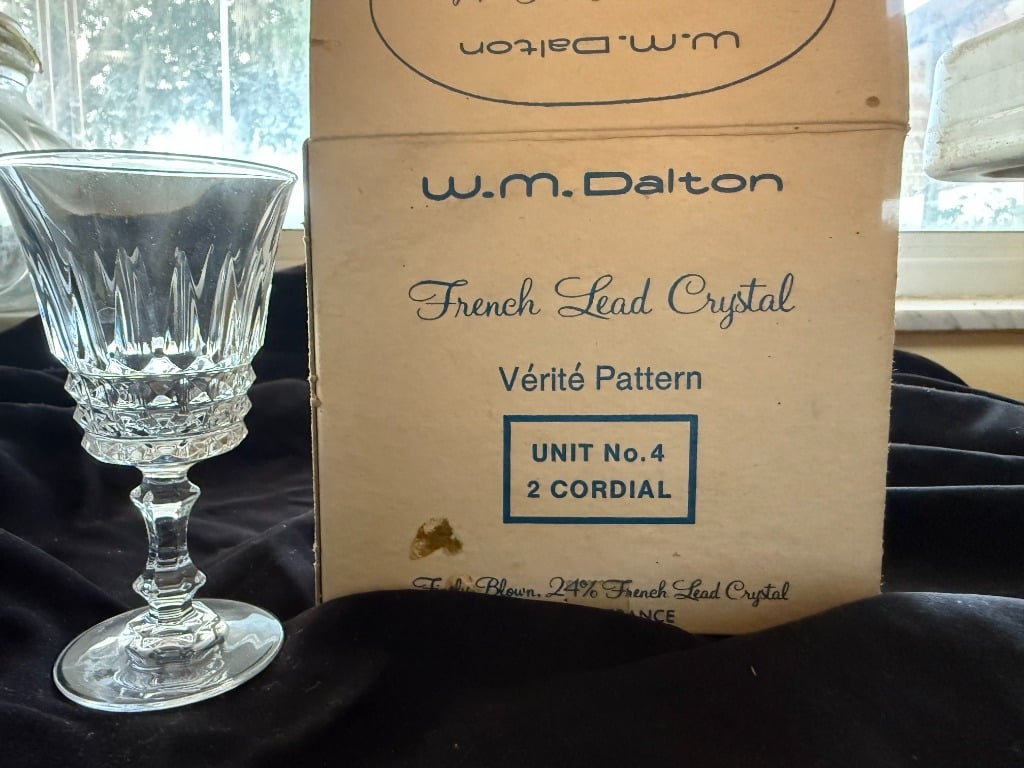 W.M. Dalton
W.M. Dalton
French Lead Crystal
Vérité Pattern
UNIT No. 4
2 CORDIAL
Blown, 24% French Lead Crystal